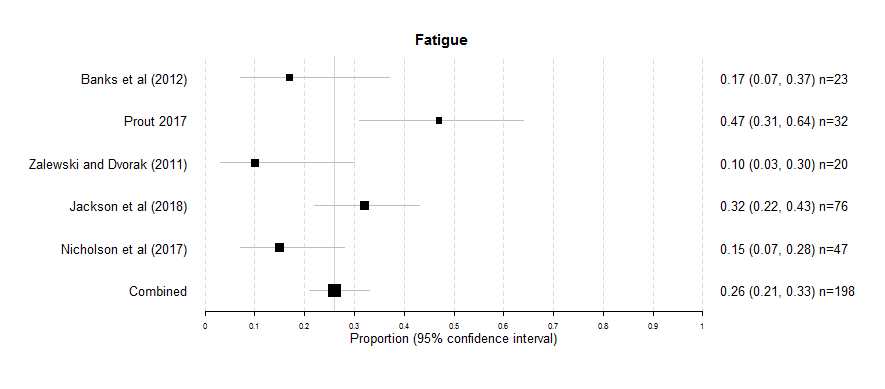 Fatigue
Banks et al (2012) 0.17 (0.07, 0.37) n=23
Prout 2017 0.47 (0.31, 0.64) n=32
Zalewski and Dvorak (2011) 0.10 (0.03, 0.30) n=20
Jackson et al (2018) 0.32 (0.22, 0.43) n=76
Nicholson et al (2017) 0.15 (0.07, 0.28) n=47
Combined 0.26 (0.21, 0.33) n=198
0 0.1 0.2 0.3 0.4 0.5 0.6 0.7 0.8 0.9 1
Proportion (95% confidence interval)